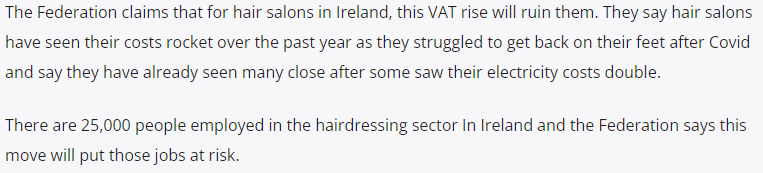 The Federation claims that for hair salons in Ireland, this VAT rise will ruin them. They say hair salons
have seen their costs rocket over the past year as they struggled to get back on their feet after Covid
and say they have already seen many close after some saw their electricity costs double.
There are 25,000 people employed in the hairdressing sector In Ireland and the Federation says this
move will put those jobs at risk.